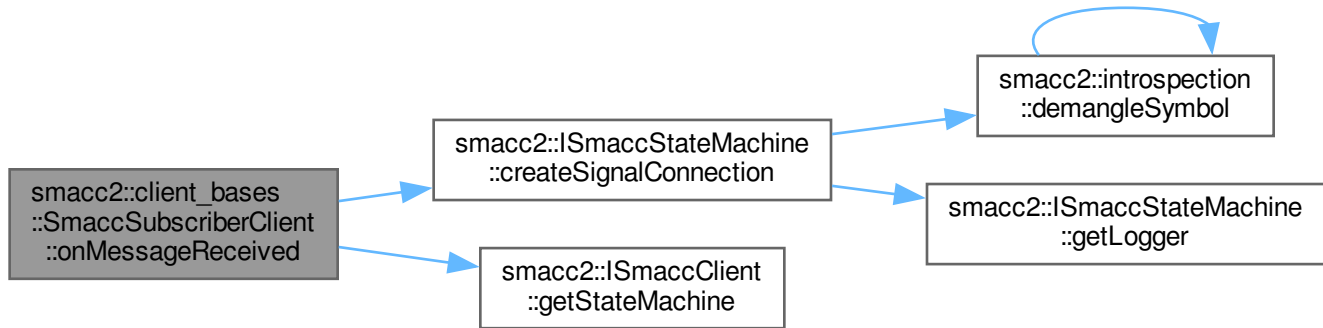 smacc2::client_bases
::SmaccSubscriberClient
::onMessageReceived
smacc2::ISmaccStateMachine
::createSignalConnection
smacc2::ISmaccClient
::getStateMachine
smacc2::introspection
::demangleSymbol
smacc2::ISmaccStateMachine
::getLogger